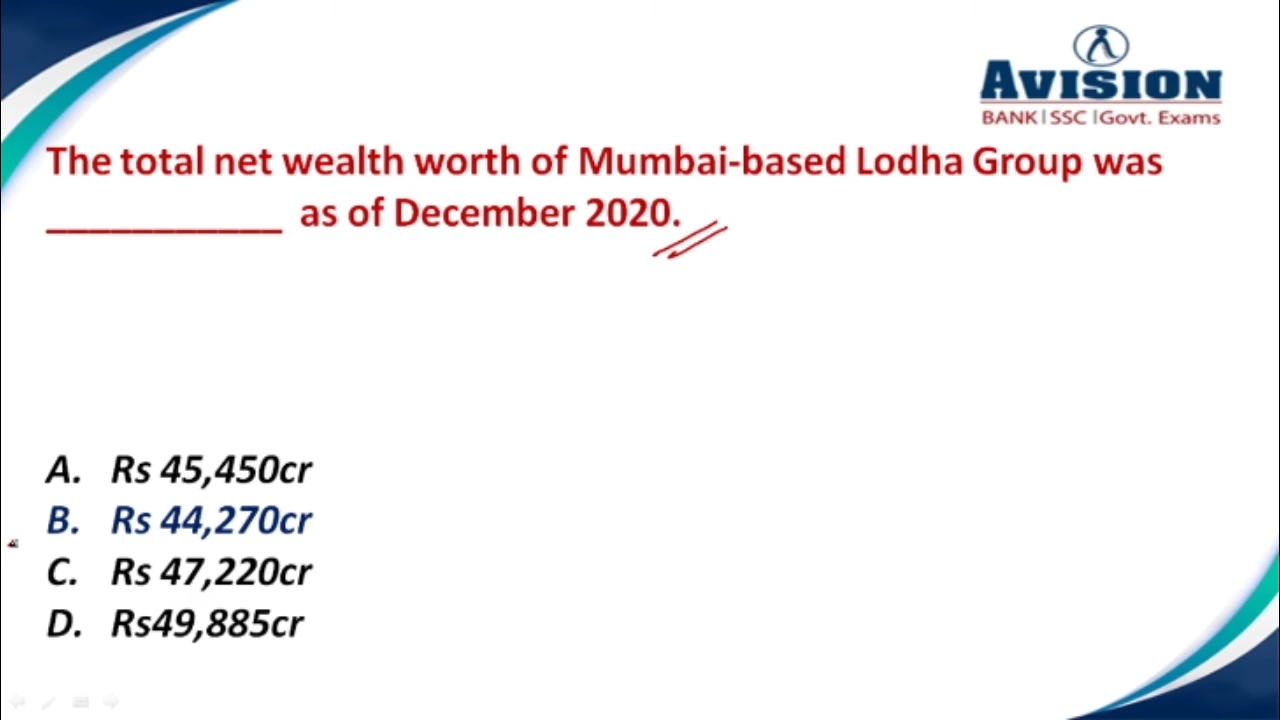 AVISION
BANK | SSC | Govt. Exams
The total net wealth worth of Mumbai-based Lodha Group was
____________ as of December 2020.
A. Rs 45,450cr
B. Rs 44,270cr
C. Rs 47,220cr
D. Rs49,885cr